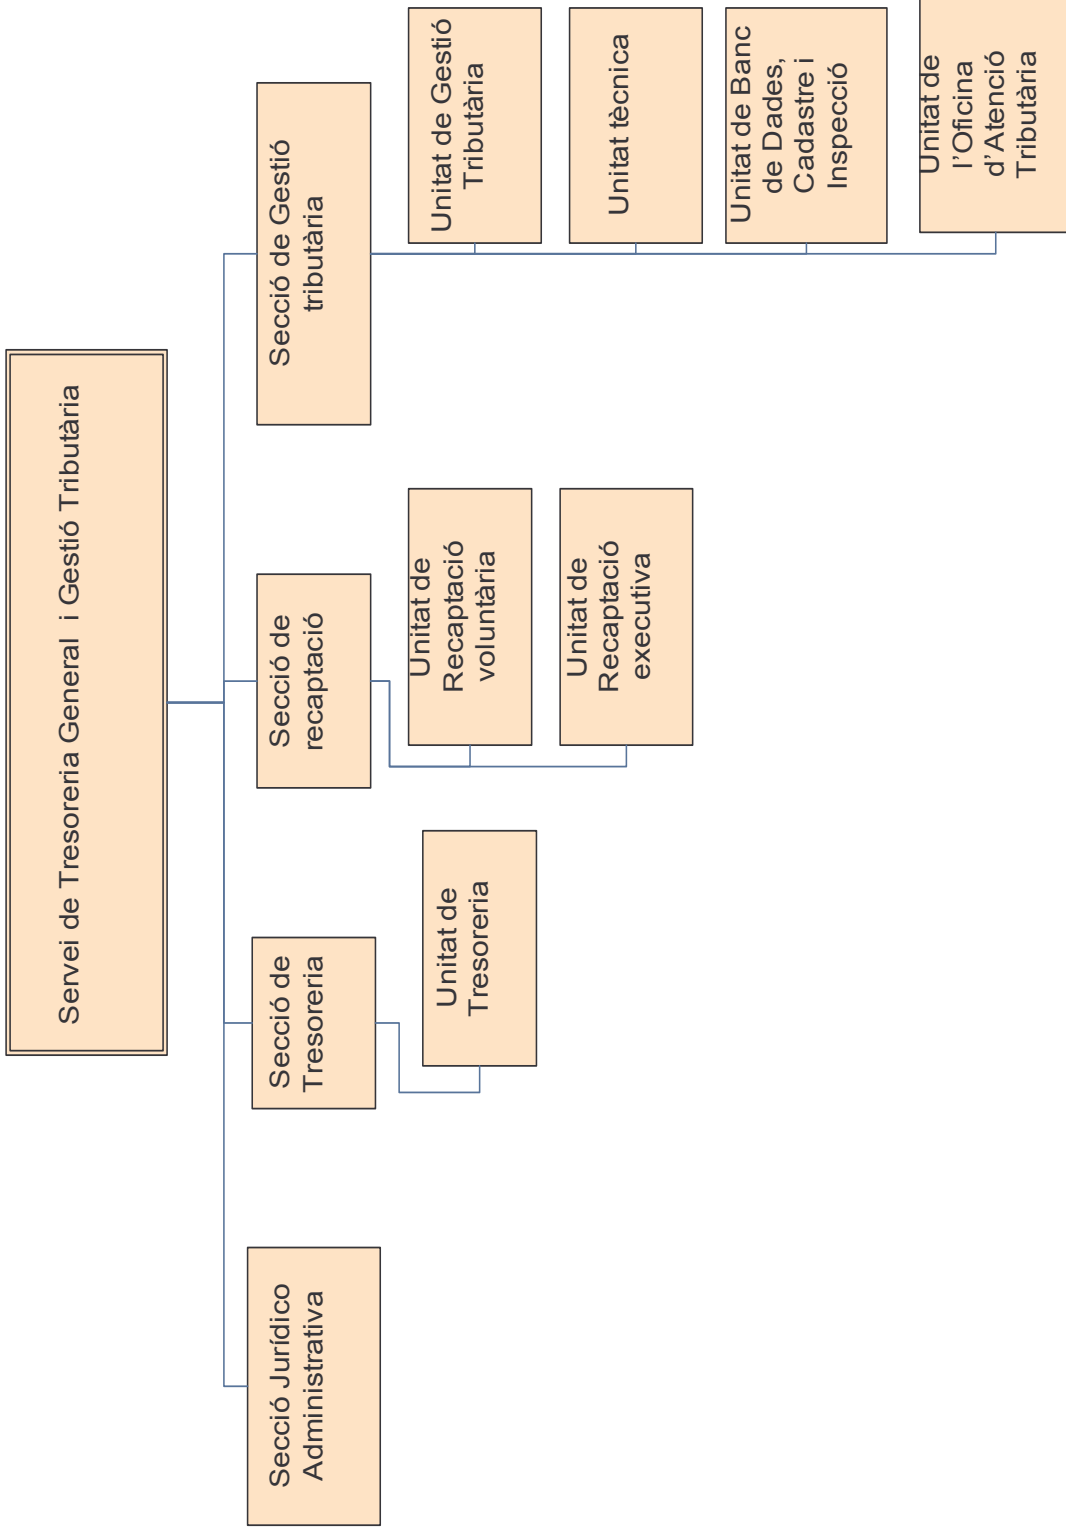 Servei de Tresoreria General i Gestió Tributària
Secció Jurídico
Administrativa
Secció de
Tresoreria
Unitat de
Tresoreria
Secció de
recaptació
Unitat de
Recaptació
voluntària
Unitat de
Recaptació
executiva
Secció de Gestió
tributària
Unitat de Gestió
Tributària
Unitat tècnica
Unitat de Banc
de Dades,
Cadastre i
Inspecció
Unitat de
l’Oficina
d’Atenció
Tributària